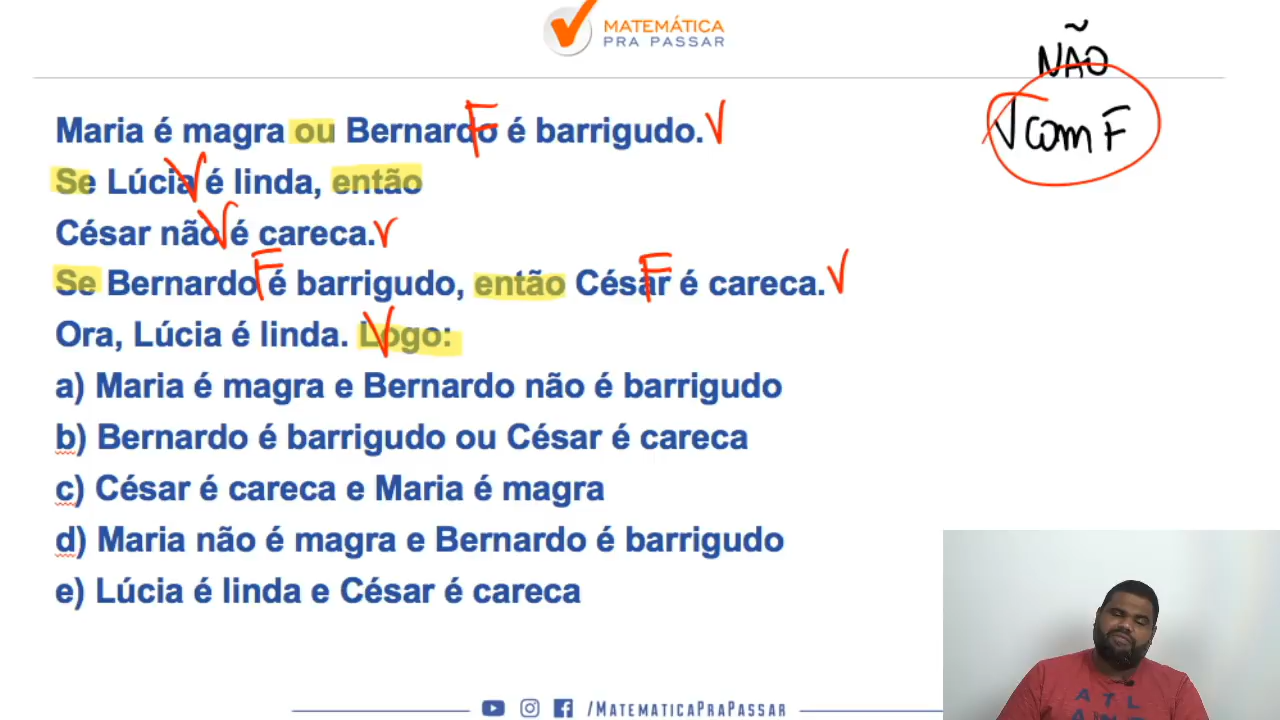 MATEMÁTICA
PRA PASSAR
NÃO
V com F
Maria é magra ou Bernardo é barrigudo. V
F
Se Lúcia é linda, então
V
César não é careca. V
V
Se Bernardo é barrigudo, então César é careca. V
F F
Ora, Lúcia é linda. Logo:
V
a) Maria é magra e Bernardo não é barrigudo
b) Bernardo é barrigudo ou César é careca
c) César é careca e Maria é magra
d) Maria não é magra e Bernardo é barrigudo
e) Lúcia é linda e César é careca
/MATEMATICAPRAPASSAR